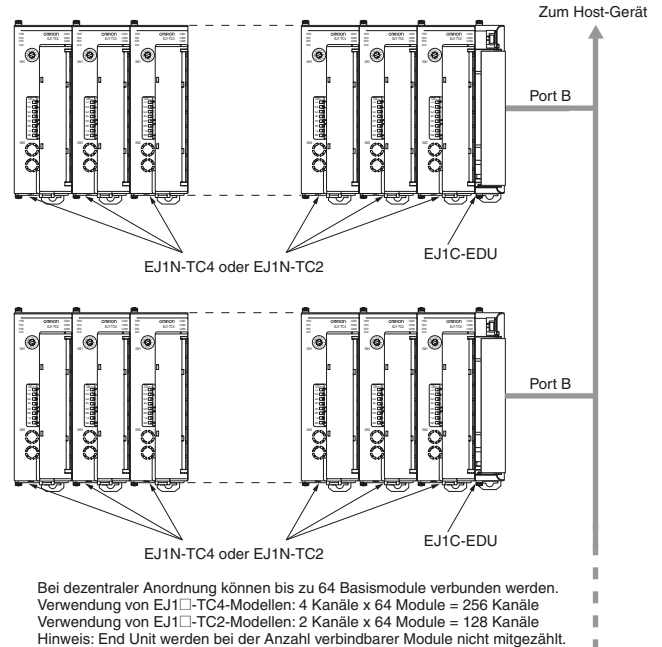 Zum Host-Gerät
Port B
EJ1N-TC4 oder EJ1N-TC2
EJ1C-EDU
Port B
EJ1N-TC4 oder EJ1N-TC2
EJ1C-EDU
Bei dezentraler Anordnung können bis zu 64 Basismodule verbunden werden.
Verwendung von EJ1□-TC4-Modellen: 4 Kanäle x 64 Module = 256 Kanäle
Verwendung von EJ1□-TC2-Modellen: 2 Kanäle x 64 Module = 128 Kanäle
Hinweis: End Unit werden bei der Anzahl verbindbarer Module nicht mitgezählt.